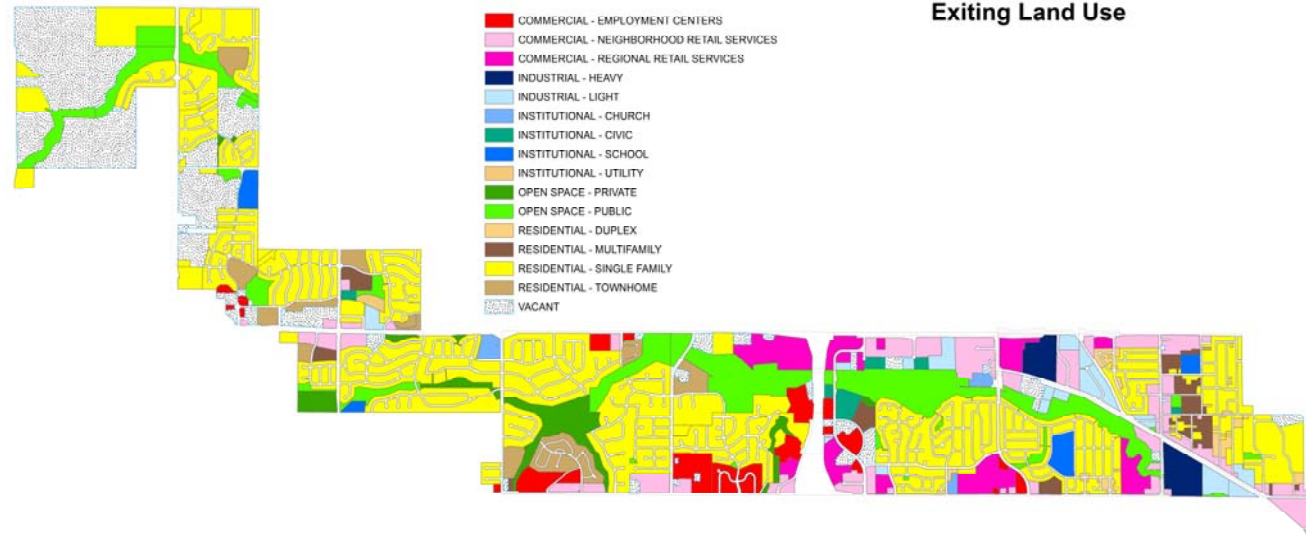 Exiting Land Use
COMMERCIAL - EMPLOYMENT CENTERS
COMMERCIAL - NEIGHBORHOOD RETAIL SERVICES
COMMERCIAL - REGIONAL RETAIL SERVICES
INDUSTRIAL - HEAVY
INDUSTRIAL - LIGHT
INSTITUTIONAL - CHURCH
INSTITUTIONAL - CIVIC
INSTITUTIONAL - SCHOOL
INSTITUTIONAL - UTILITY
OPEN SPACE - PRIVATE
OPEN SPACE - PUBLIC
RESIDENTIAL - DUPLEX
RESIDENTIAL - MULTIFAMILY
RESIDENTIAL - SINGLE FAMILY
RESIDENTIAL - TOWNHOME
VACANT